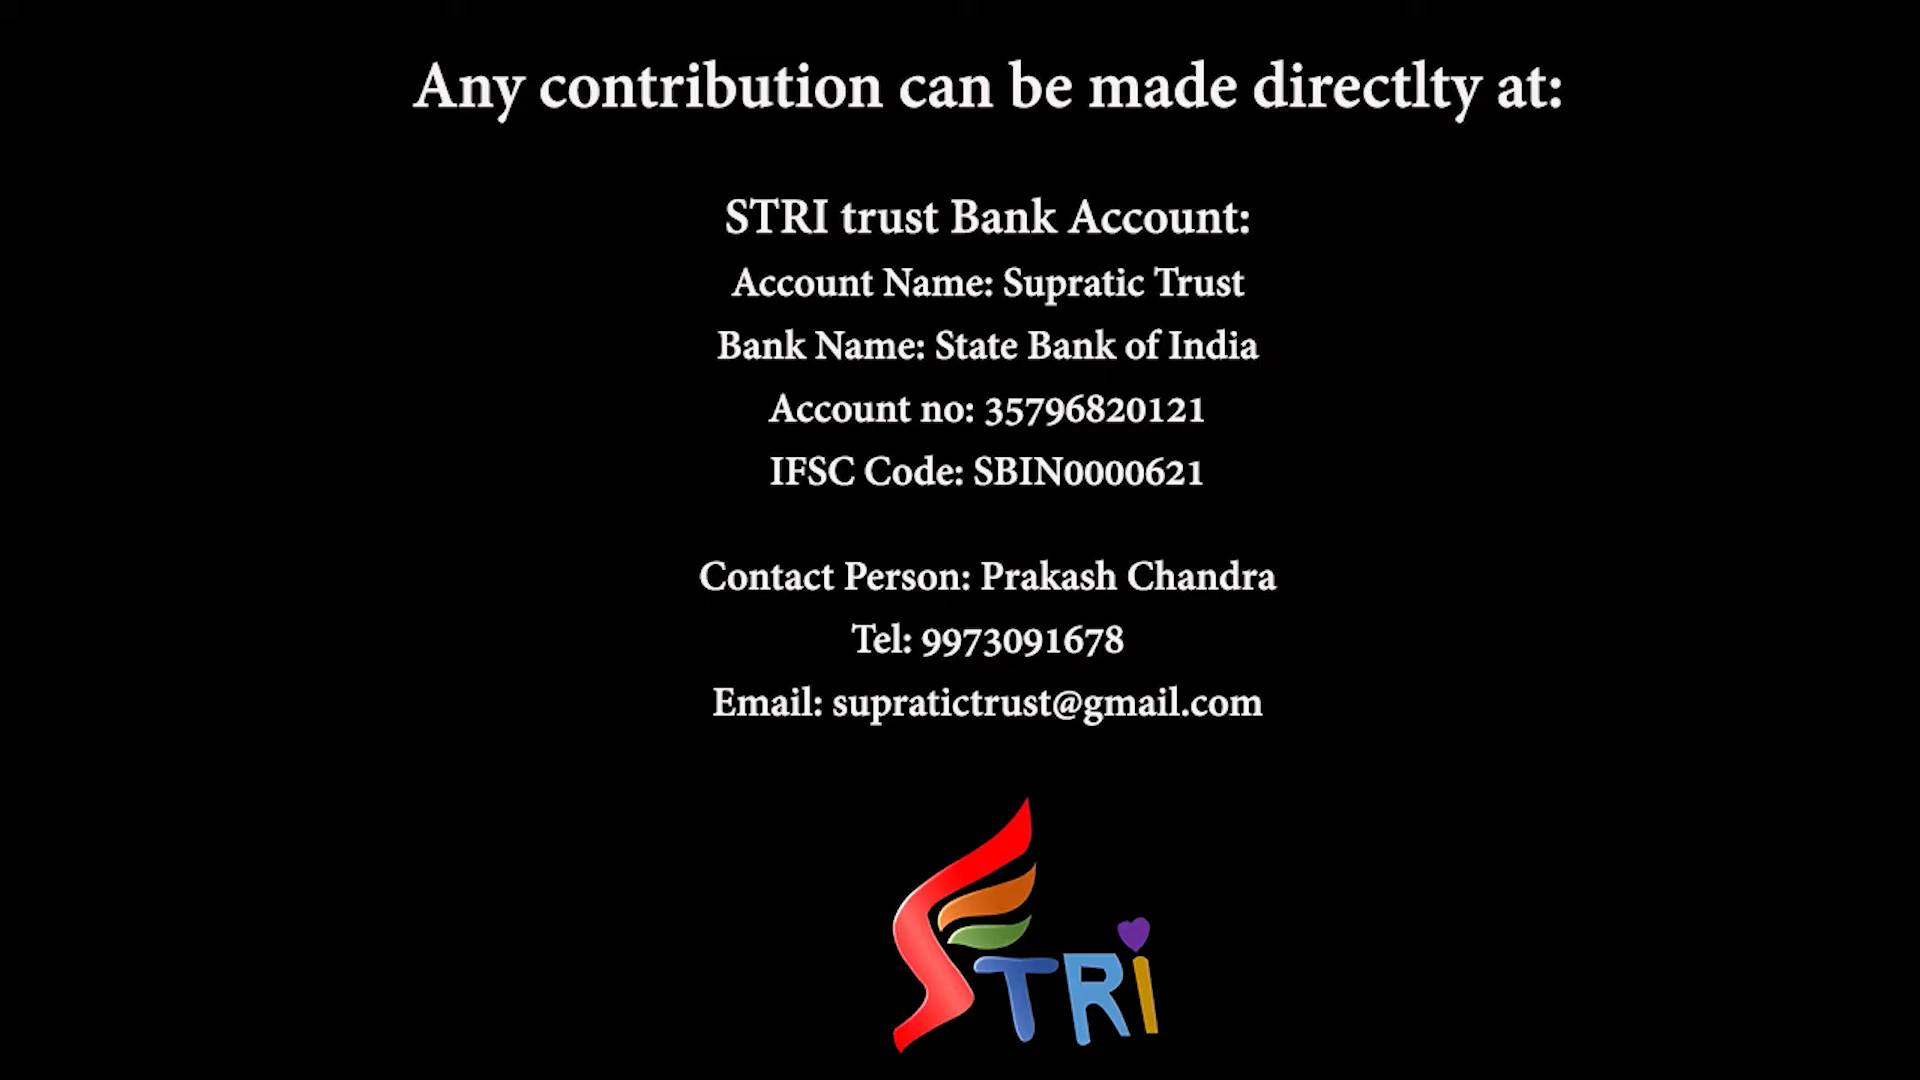 Any contribution can be made directlty at:
STRI trust Bank Account:
Account Name: Supratic Trust
Bank Name: State Bank of India
Account no: 35796820121
IFSC Code: SBIN0000621
Contact Person: Prakash Chandra
Tel: 9973091678
Email: supratictrust@gmail.com
STRi